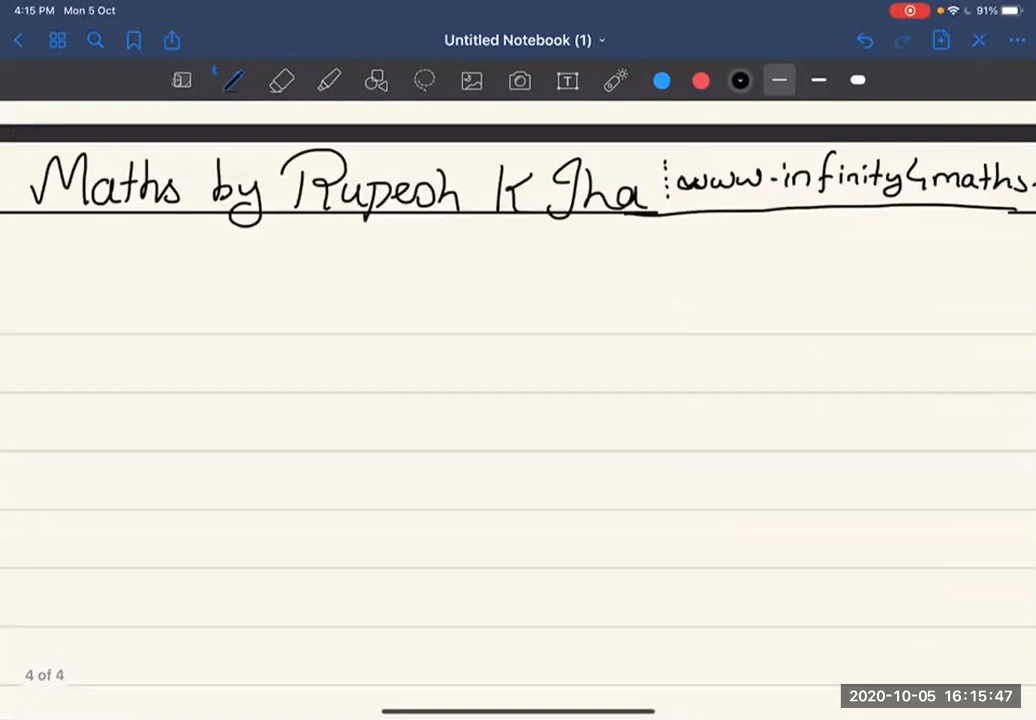 4:15 PM Mon 5 Oct 91%
Untitled Notebook (1)
Maths by Rupesh K Jha www.infinity4maths.
4 of 4
2020-10-05 16:15:47